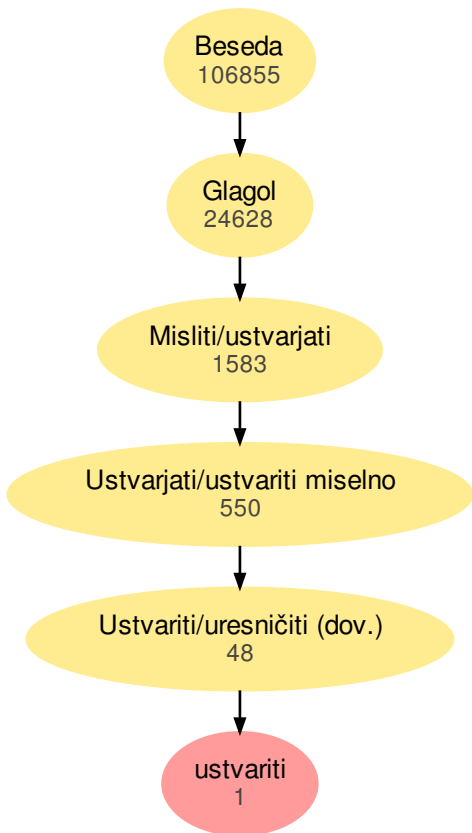 Beseda
106855
Glagol
24628
Misliti/ustvarjati
1583
Ustvarjati/ustvariti miselno
550
Ustvariti/uresničiti (dov.)
48
ustvariti
1